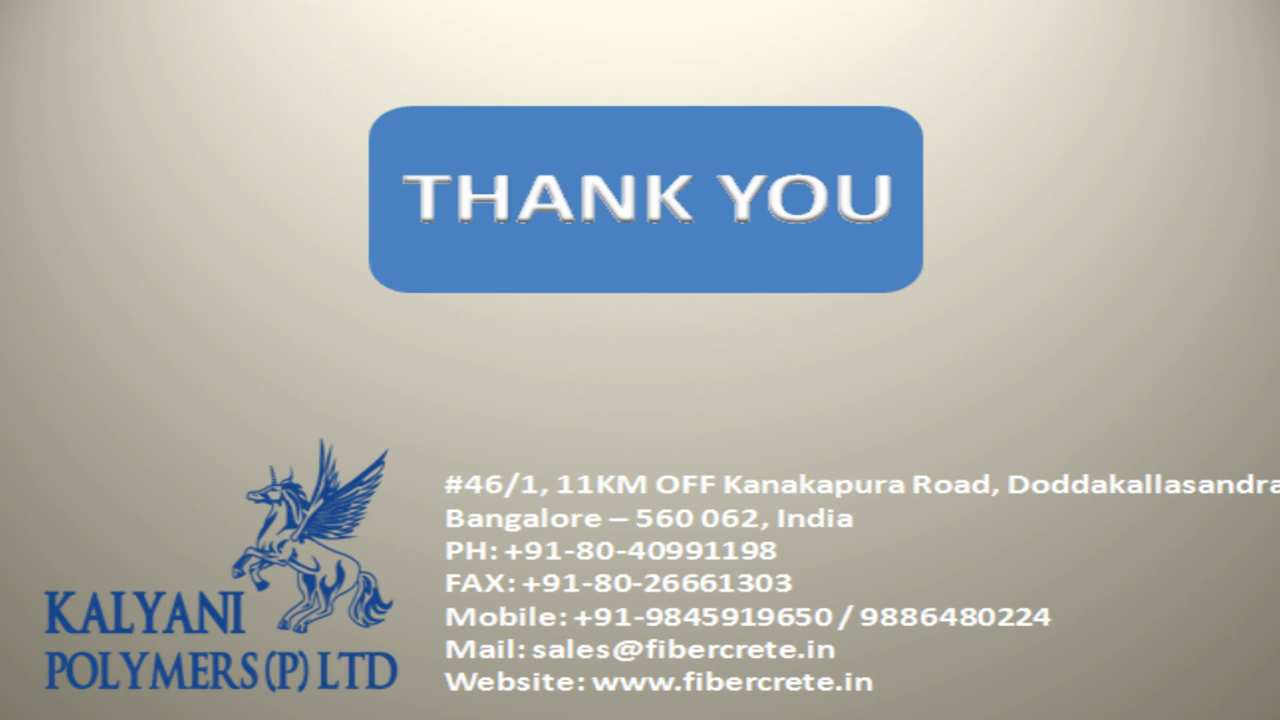 THANK YOU
#46/1, 11KM OFF Kanakapura Road, Doddakallasandra
Bangalore – 560 062, India
PH: +91-80-40991198
FAX: +91-80-26661303
Mobile: +91-9845919650 / 9886480224
Mail: sales@fibercrete.in
Website: www.fibercrete.in
KALYANI
POLYMERS (P) LTD